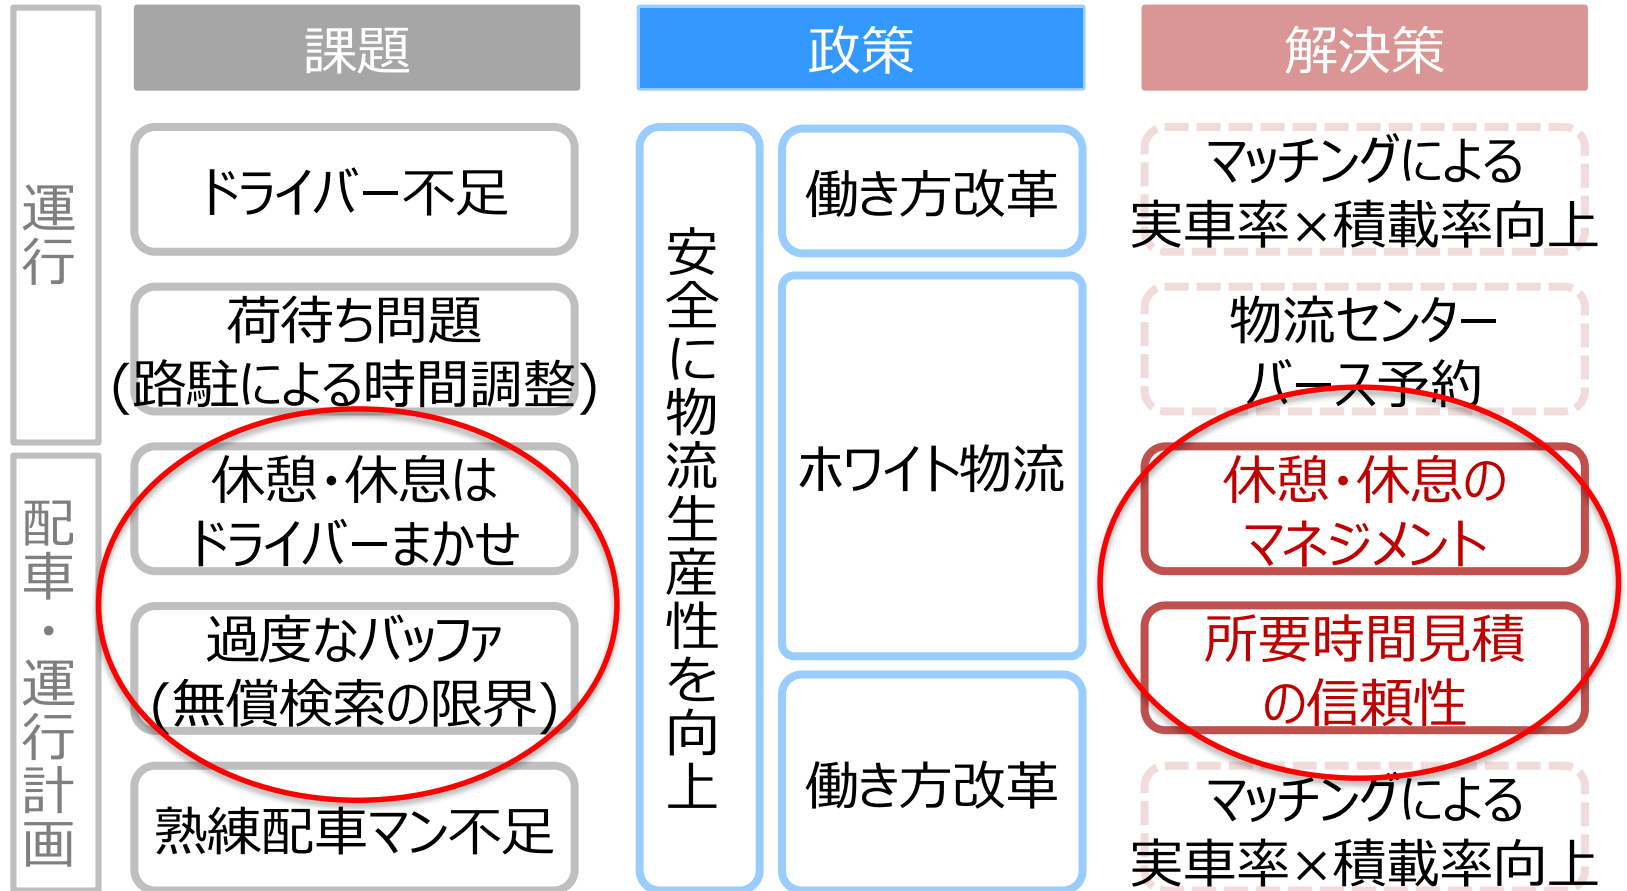 課題
政策
解決策
運行
ドライバー不足
荷待ち問題
(路駐による時間調整)
配車・運行計画
休憩・休息は
ドライバーまかせ
過度なバッファ
(無償検索の限界)
熟練配車マン不足
安全に物流生産性を向上
働き方改革
ホワイト物流
働き方改革
マッチングによる
実車率×積載率向上
物流センター
バース予約
休憩・休息の
マネジメント
所要時間見積
の信頼性
マッチングによる
実車率×積載率向上